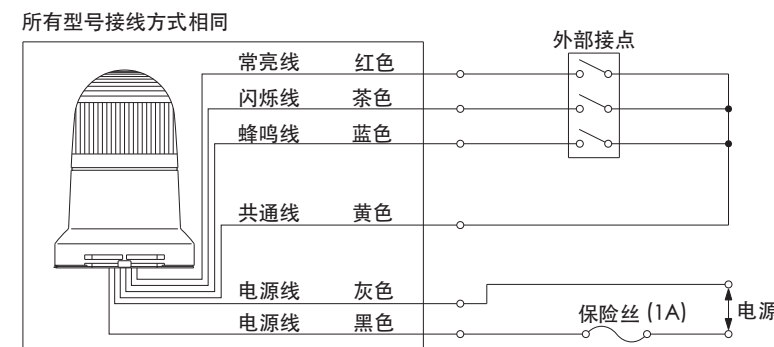 所有型号接线方式相同
外部接点
常亮线 红色
闪烁线 茶色
蜂鸣线 蓝色
共通线 黄色
电源线 灰色
电源线 黑色
保险丝 (1A)
电源